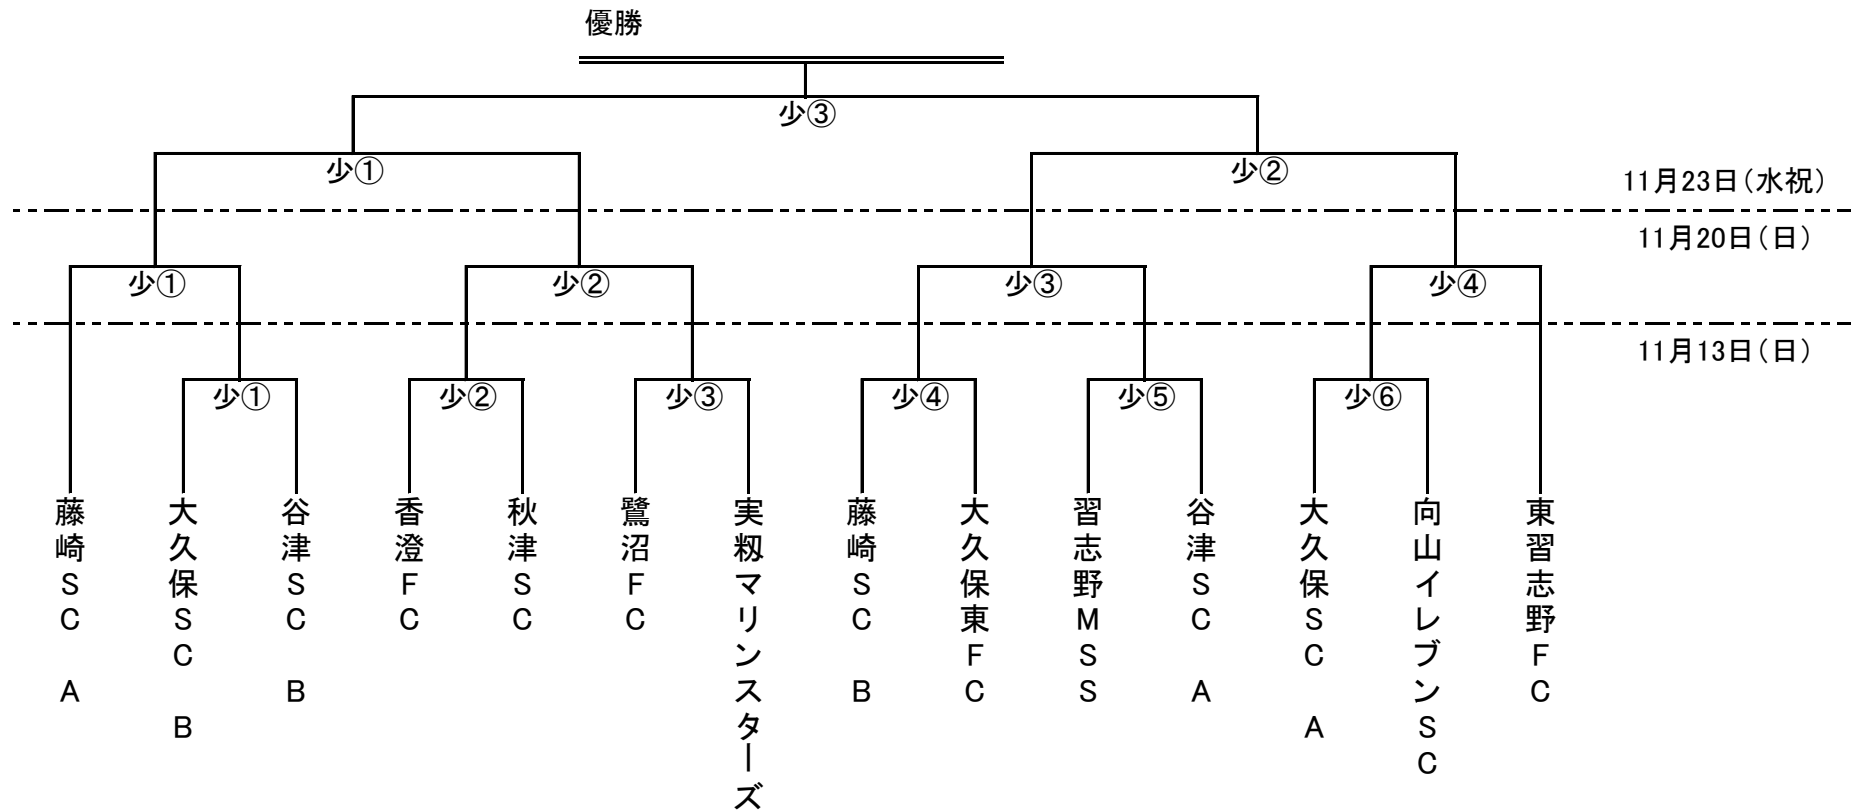 優勝
少③
少①
少②
11月23日(水祝)
11月20日(日)
少①
少②
少③
少④
11月13日(日)
少①
少②
少③
少④
少⑤
少⑥
藤崎SC A
大久保SC B
谷津SC B
香澄FC
秋津SC
鷺沼FC
実籾マリンスターズ
藤崎SC B
大久保東FC
習志野MSS
谷津SC A
大久保SC A
向山イレブンSC
東習志野FC